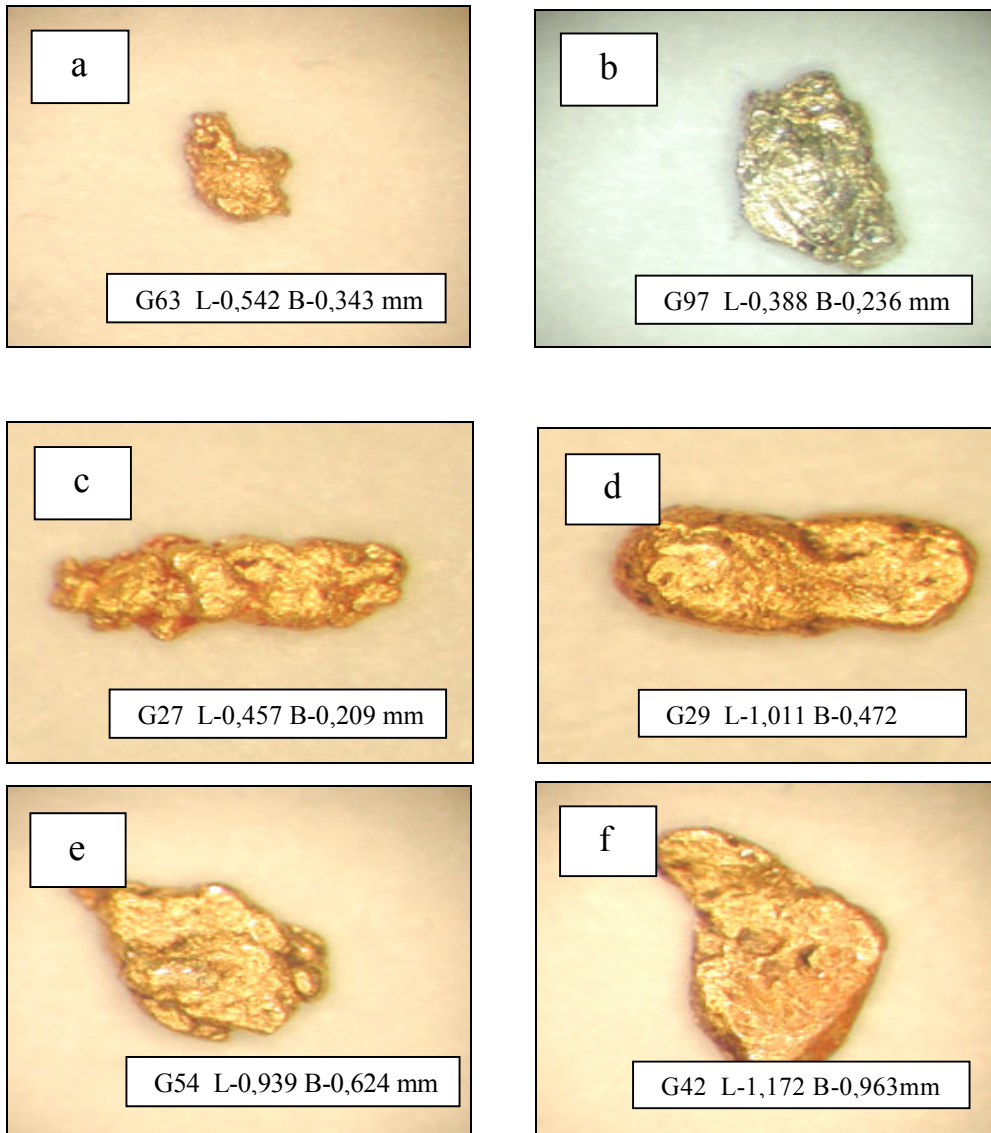 a
b
G63 L-0,542 B-0,343 mm
G97 L-0,388 B-0,236 mm
c
d
G27 L-0,457 B-0,209 mm
G29 L-1,011 B-0,472
e
f
G54 L-0,939 B-0,624 mm
G42 L-1,172 B-0,963mm